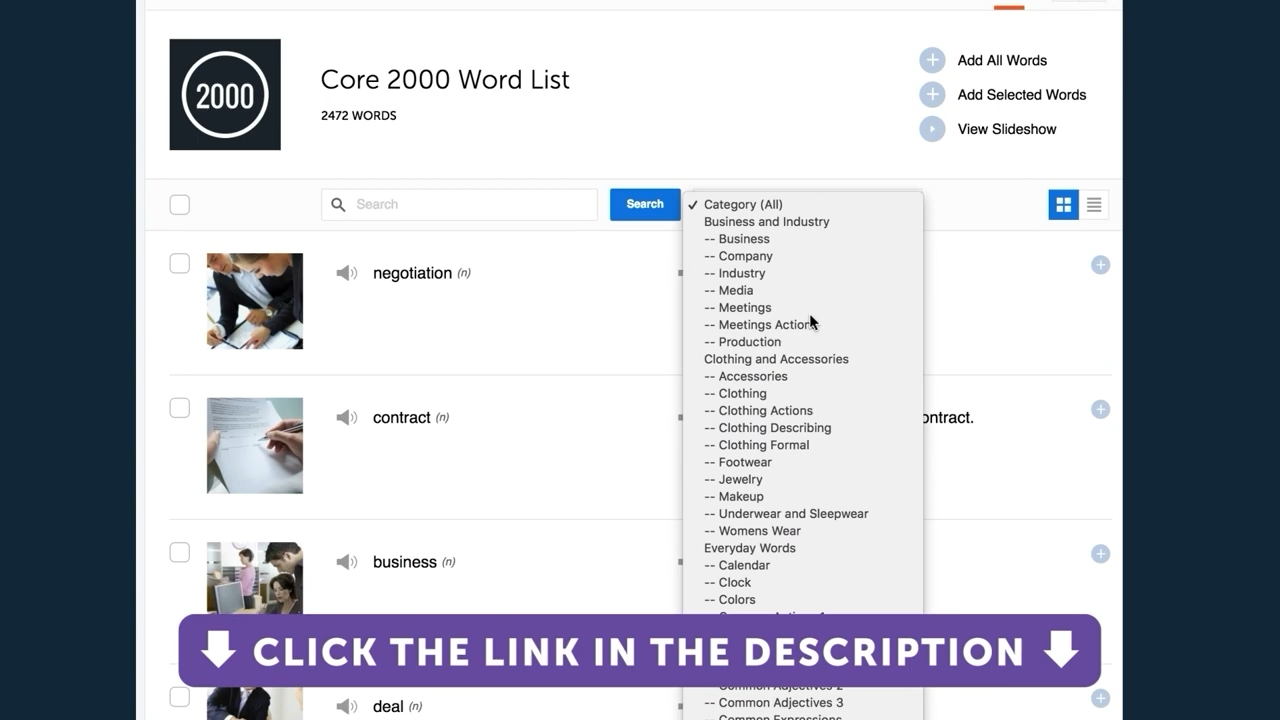 2000
Core 2000 Word List
2472 WORDS
Add All Words
Add Selected Words
View Slideshow
Search
Search
✓ Category (All)
Business and Industry
-- Business
-- Company
-- Industry
-- Media
-- Meetings
-- Meetings Action
-- Production
Clothing and Accessories
-- Accessories
-- Clothing
-- Clothing Actions
-- Clothing Describing
-- Clothing Formal
-- Footwear
-- Jewelry
-- Makeup
-- Underwear and Sleepwear
-- Womens Wear
Everyday Words
-- Calendar
-- Clock
-- Colors
-- Common Adjectives 3
-- Common Expressions
negotiation (n)
contract (n)
ontract.
business (n)
deal (n)
CLICK THE LINK IN THE DESCRIPTION